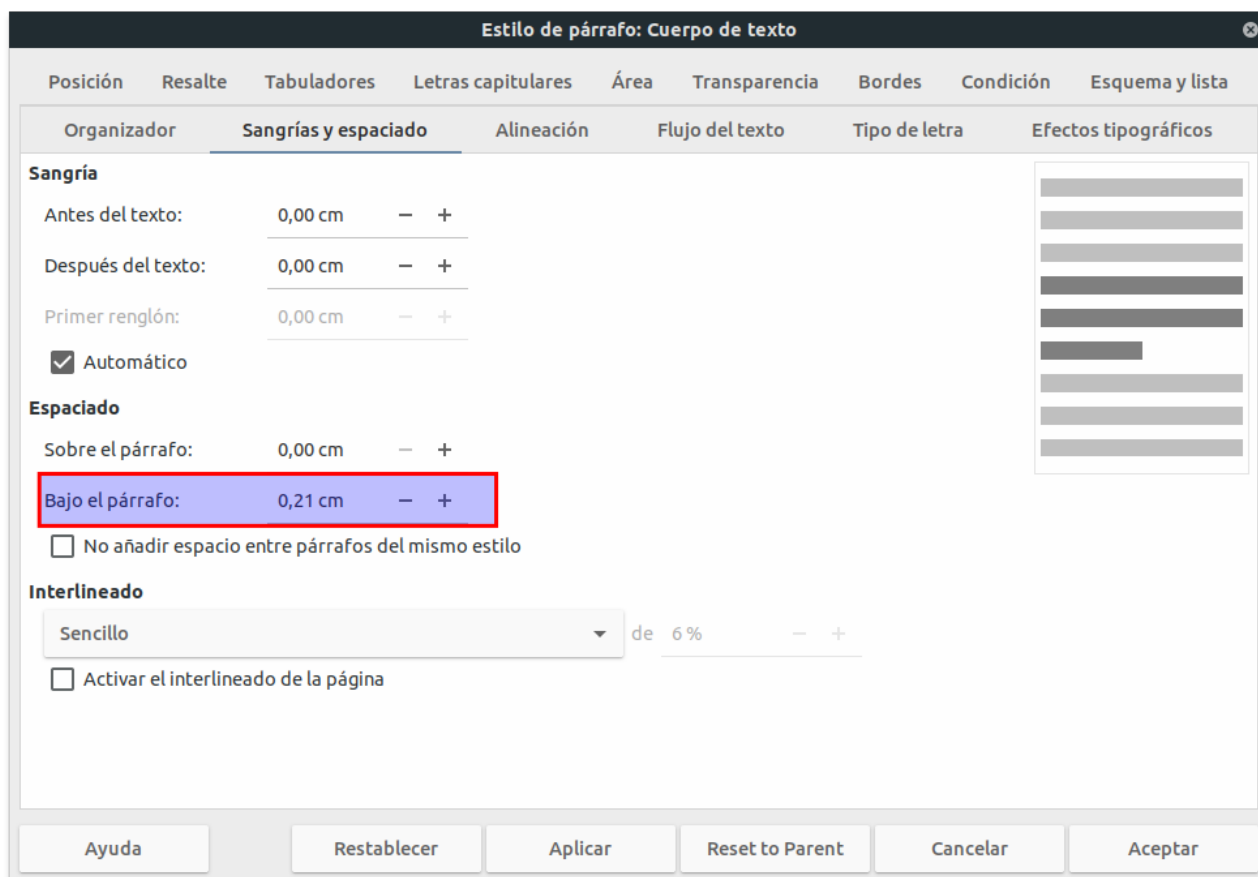 Estilo de párrafo: Cuerpo de texto
Posición Resalte Tabuladores Letras capitulares Área Transparencia Bordes Condición Esquema y lista
Organizador Sangrías y espaciado Alineación Flujo del texto Tipo de letra Efectos tipográficos
Sangría
Antes del texto: 0,00 cm − +
Después del texto: 0,00 cm − +
Primer renglón: 0,00 cm − +
Automático
Espaciado
Sobre el párrafo: 0,00 cm − +
Bajo el párrafo: 0,21 cm − +
No añadir espacio entre párrafos del mismo estilo
Interlineado
Sencillo de 6 % − +
Activar el interlineado de la página
Ayuda Restablecer Aplicar Reset to Parent Cancelar Aceptar